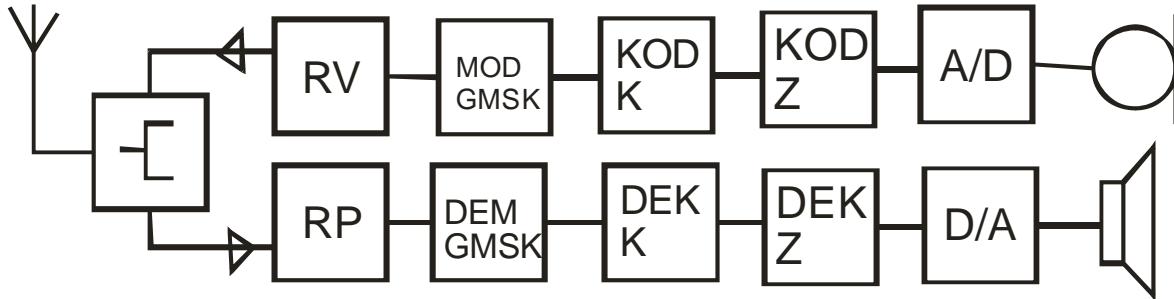 RV
MOD
GMSK
KOD
K
KOD
Z
A/D
RP
DEM
GMSK
DEK
K
DEK
Z
D/A